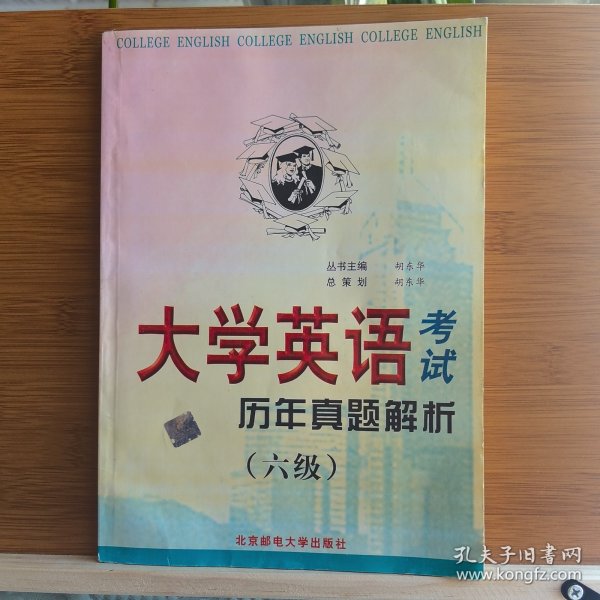 COLLEGE ENGLISH COLLEGE ENGLISH COLLEGE ENGLISH
丛书主编 胡东华
总策划 胡东华
大学英语考试
历年真题解析
（六级）
北京邮电大学出版社
孔夫子旧书网
www.kongfz.com